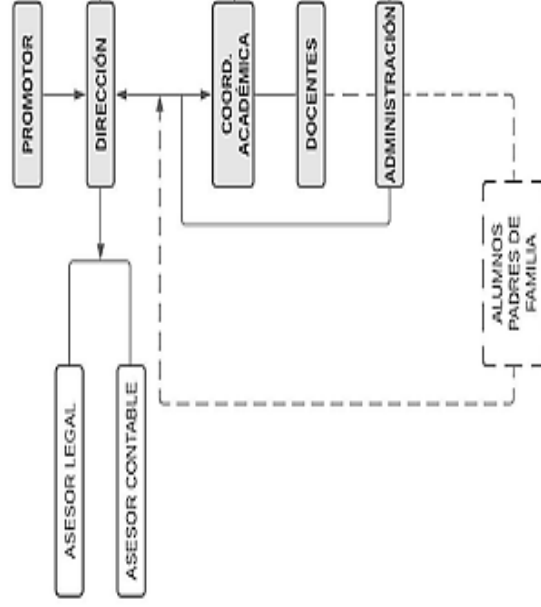 PROMOTOR
DIRECCIÓN
ASESOR LEGAL
ASESOR CONTABLE
COORD.
ACADÉMICA
DOCENTES
ADMINISTRACIÓN
ALUMNOS
PADRES DE
FAMILIA